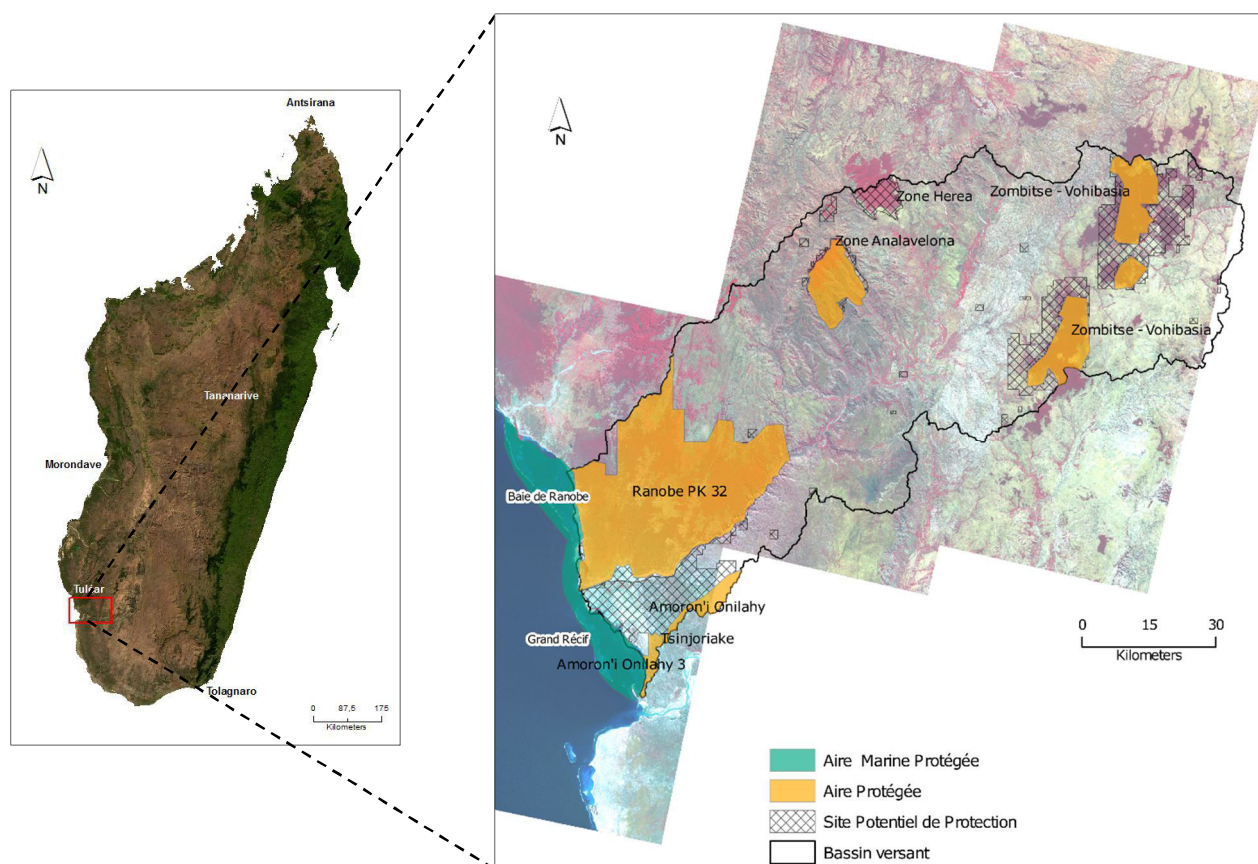 Antsirana
N
Tananarive
Morondave
Tuléar
Tolagnaro
0 87,5 175
Kilometers
N
Zone Herea
Zombitse - Vohibasia
Zone Analavelona
Zombitse - Vohibasia
Ranobe PK 32
Baie de Ranobe
Amoron'i Onilahy
Grand Récif
Tsinjoriake
Amoron'i Onilahy 3
0 15 30
Kilometers
Aire Marine Protégée
Aire Protégée
Site Potentiel de Protection
Bassin versant